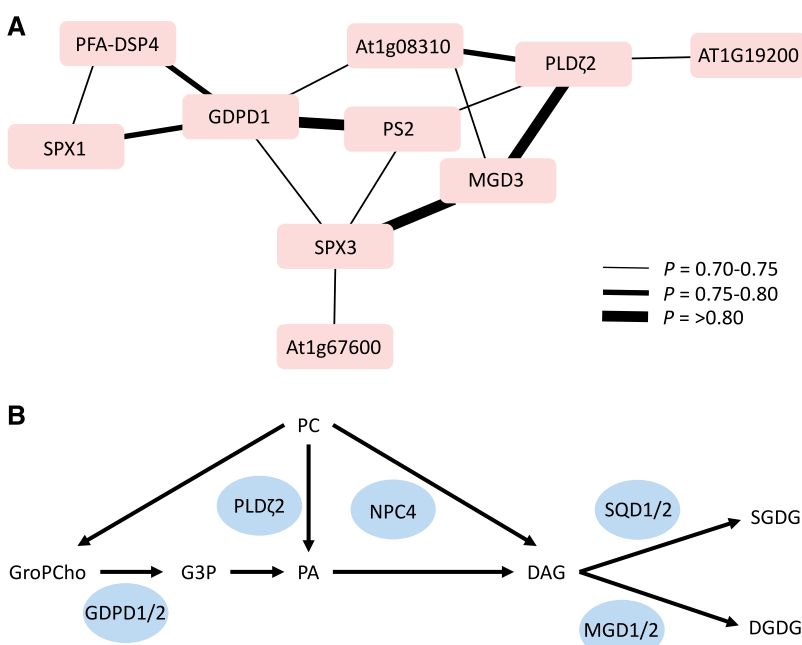 A
PFA-DSP4
At1g08310
PLDζ2
AT1G19200
GDPD1
PS2
SPX1
MGD3
SPX3
At1g67600
P = 0.70-0.75
P = 0.75-0.80
P = >0.80
B
PC
PLDζ2
NPC4
SQD1/2
SGDG
GroPCho
G3P
PA
DAG
GDPD1/2
MGD1/2
DGDG